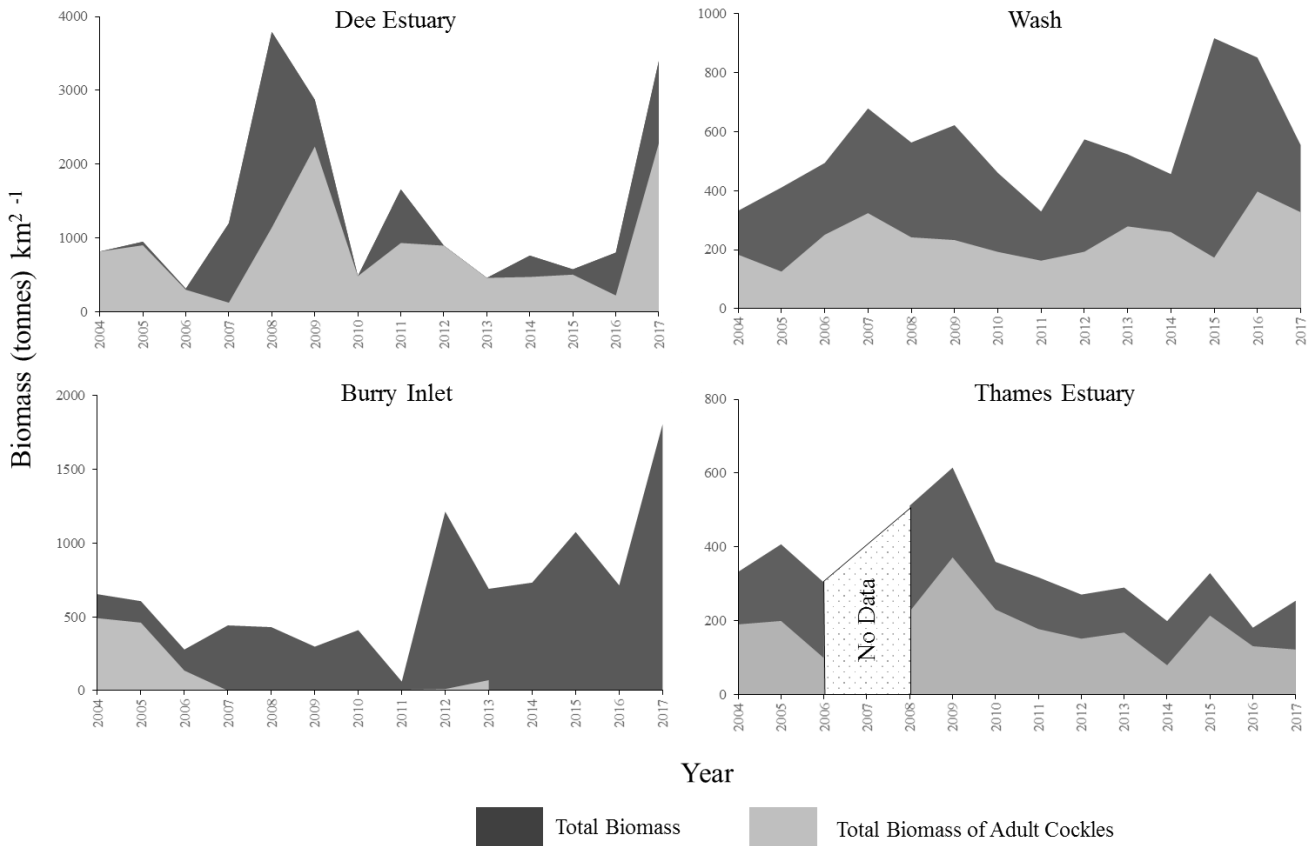 Dee Estuary
4000
3000
2000
1000
0
2004 2005 2006 2007 2008 2009 2010 2011 2012 2013 2014 2015 2016 2017
Wash
1000
800
600
400
200
0
2004 2005 2006 2007 2008 2009 2010 2011 2012 2013 2014 2015 2016 2017
Biomass (tonnes) km² ⁻¹
Burry Inlet
2000
1500
1000
500
0
2004 2005 2006 2007 2008 2009 2010 2011 2012 2013 2014 2015 2016 2017
Thames Estuary
800
600
400
200
0
No Data
2004 2005 2006 2007 2008 2009 2010 2011 2012 2013 2014 2015 2016 2017
Year
Total Biomass
Total Biomass of Adult Cockles